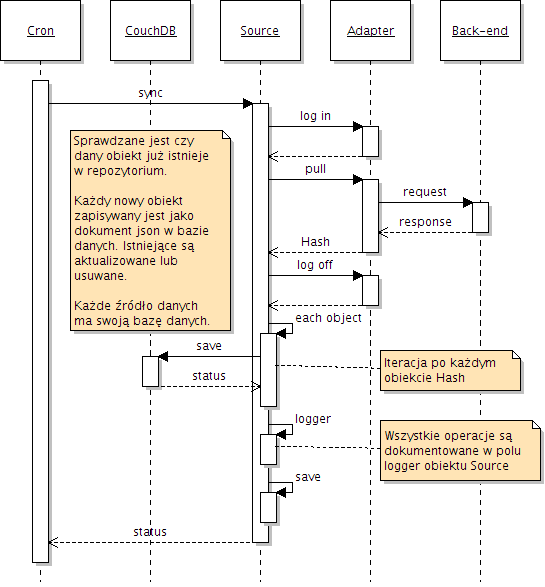 Cron
CouchDB
Source
Adapter
Back-end
sync
log in
Sprawdzane jest czy
dany obiekt już istnieje
w repozytorium.
Każdy nowy obiekt
zapisywany jest jako
dokument json w bazie
danych. Istniejące są
aktualizowane lub
usuwane.
Każde źródło danych
ma swoją bazę danych.
pull
request
response
Hash
log off
each object
save
status
Iteracja po każdym
obiekcie Hash
logger
Wszystkie operacje są
dokumentowane w polu
logger obiektu Source
save
status